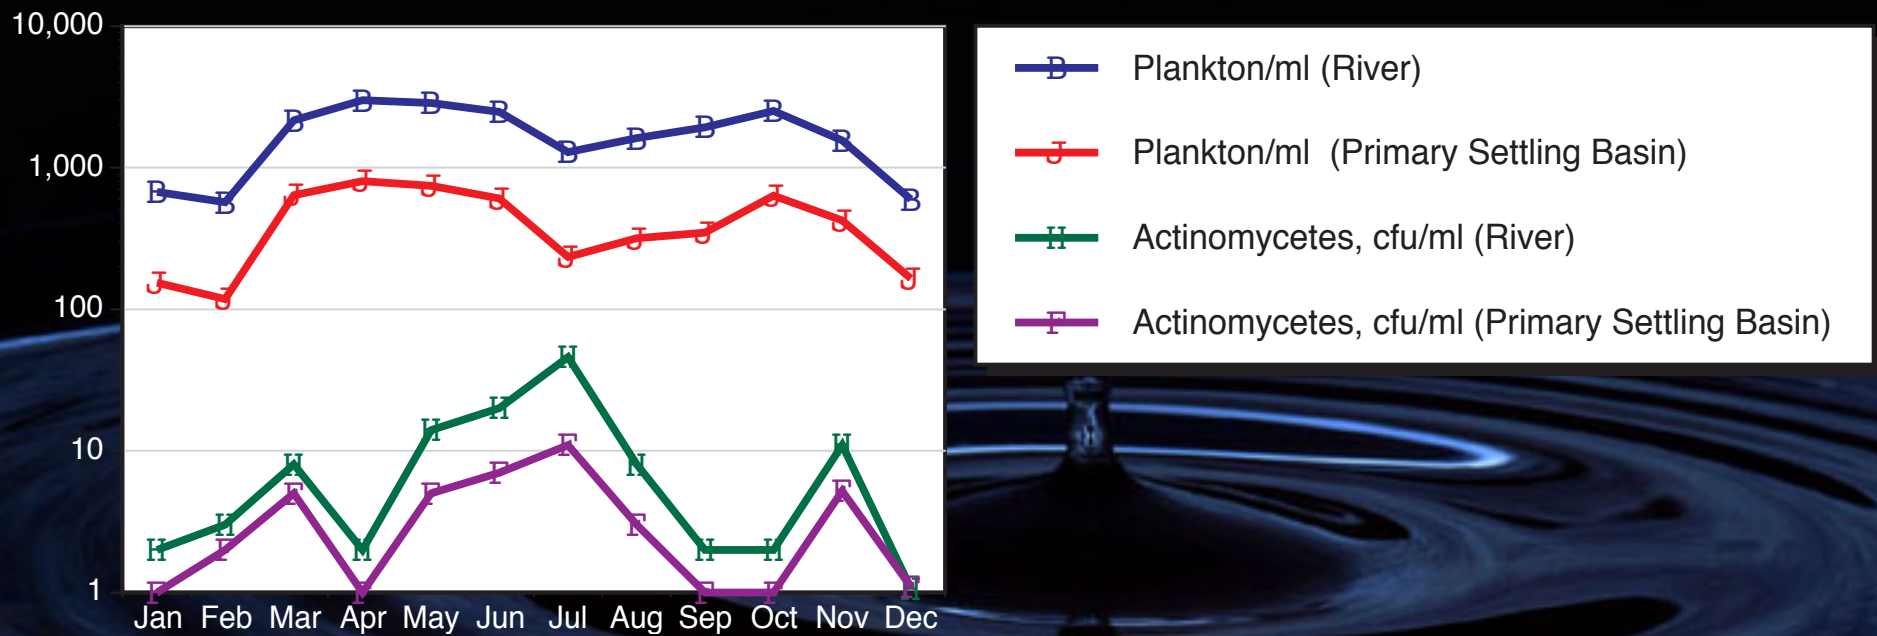 10,000
1,000
100
10
1
Jan Feb Mar Apr May Jun Jul Aug Sep Oct Nov Dec
B Plankton/ml (River)
J Plankton/ml (Primary Settling Basin)
H Actinomycetes, cfu/ml (River)
F Actinomycetes, cfu/ml (Primary Settling Basin)